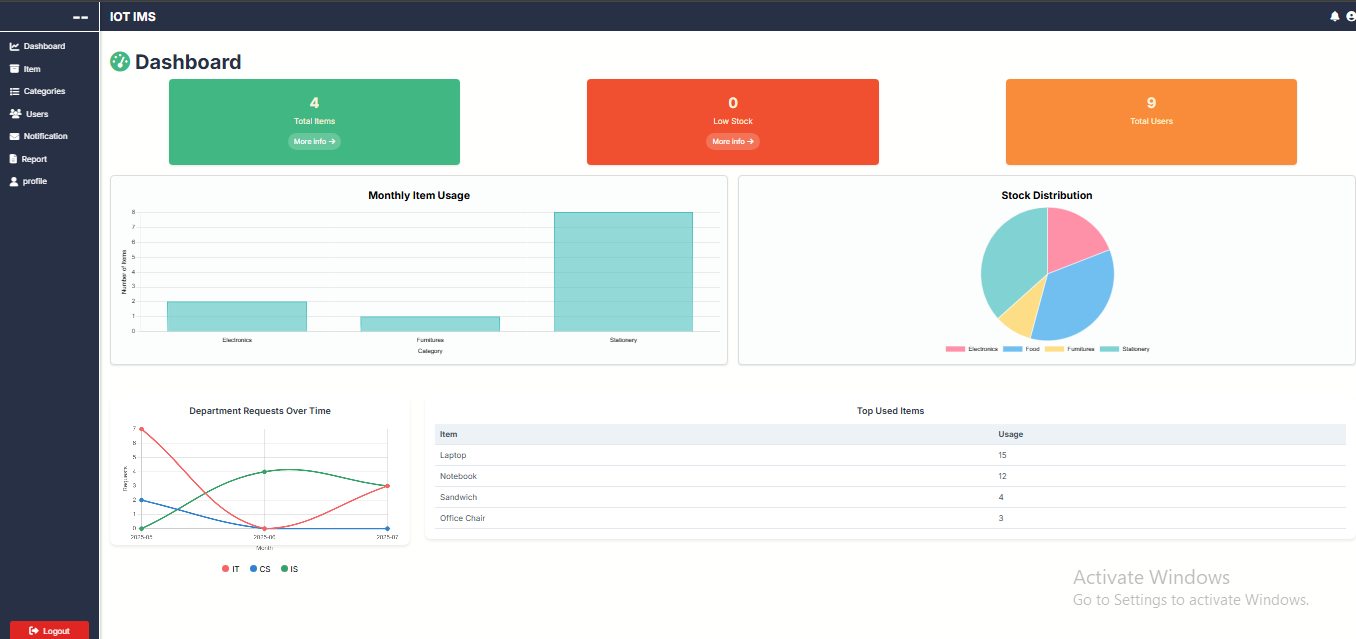 IOT IMS
Dashboard
Item
Categories
Users
Notification
Report
profile
Logout
Dashboard
4
Total Items
More Info
0
Low Stock
More Info
9
Total Users
Monthly Item Usage
8
7
6
5
4
3
2
1
0
Number of Items
Electronics Furnitures Stationery
Category
Stock Distribution
Electronics Food Furnitures Stationery
Department Requests Over Time
7
6
5
4
3
2
1
0
Requests
2025-05 2025-06 2025-07
Month
IT CS IS
Top Used Items
Item Usage
Laptop 15
Notebook 12
Sandwich 4
Office Chair 3
Activate Windows
Go to Settings to activate Windows.